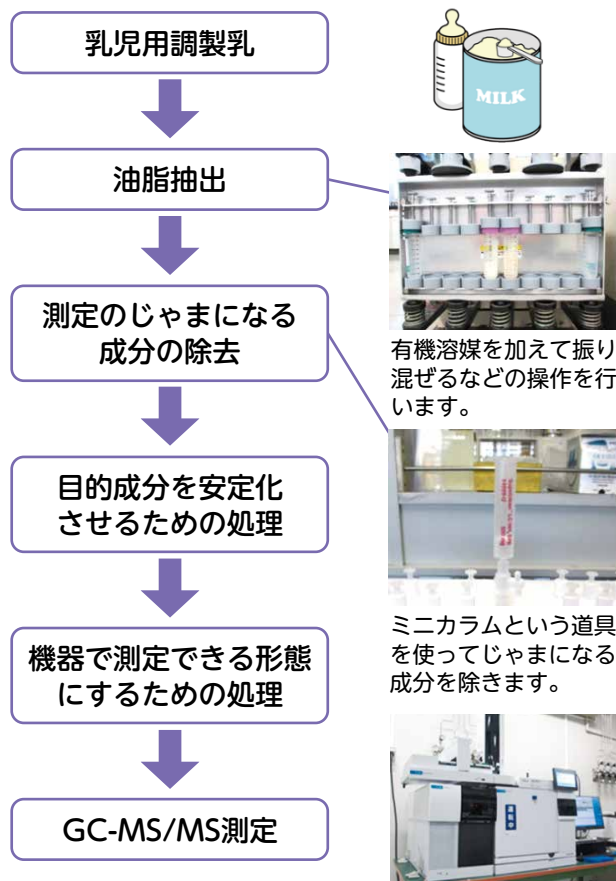 乳児用調製乳
MILK
油脂抽出
有機溶媒を加えて振り
混ぜるなどの操作を行
います。
測定のじゃまになる
成分の除去
目的成分を安定化
させるための処理
ミニカラムという道具
を使ってじゃまになる
成分を除きます。
機器で測定できる形態
にするための処理
GC-MS/MS測定